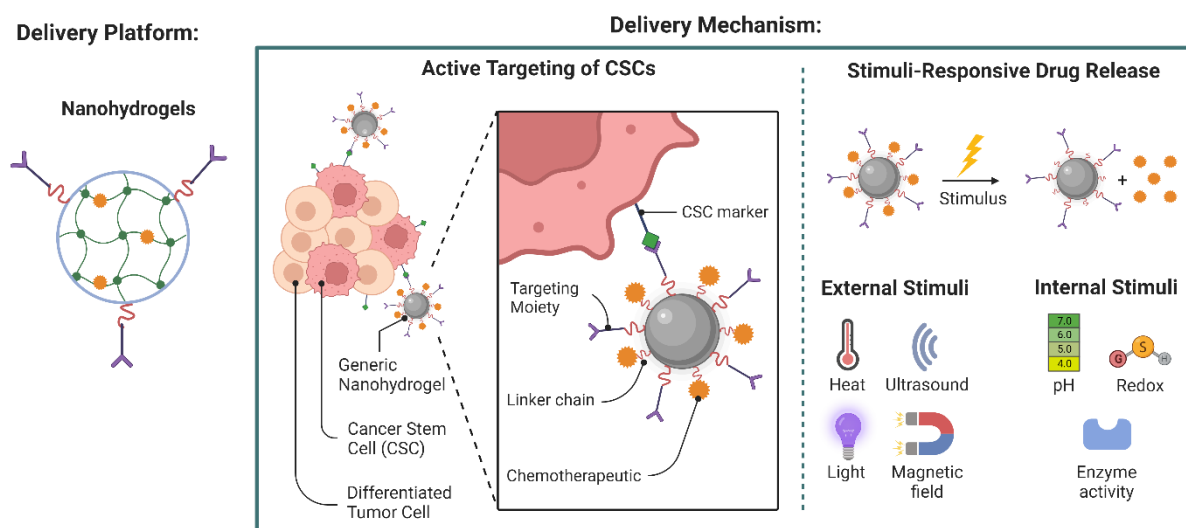 Delivery Platform:
Delivery Mechanism:
Nanohydrogels
Active Targeting of CSCs
CSC marker
Targeting
Moiety
Generic
Nanohydrogel
Linker chain
Cancer Stem
Cell (CSC)
Chemotherapeutic
Differentiated
Tumor Cell
Stimuli-Responsive Drug Release
+
Stimulus
External Stimuli
Heat
Ultrasound
Light
Magnetic
field
Internal Stimuli
7.0
6.0
5.0
4.0
pH
G S H
Redox
Enzyme
activity